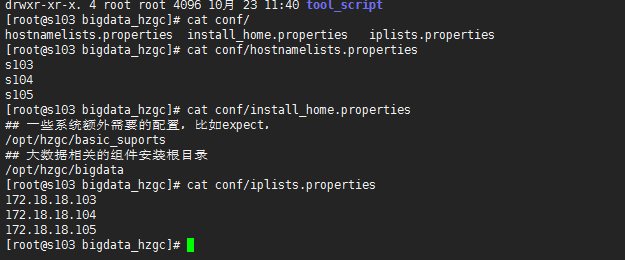 drwxr-xr-x. 4 root root 4096 10月 23 11:40 tool_script
[root@s103 bigdata_hzgc]# cat conf/
hostnamelists.properties  install_home.properties   iplists.properties
[root@s103 bigdata_hzgc]# cat conf/hostnamelists.properties
s103
s104
s105
[root@s103 bigdata_hzgc]# cat conf/install_home.properties
## 一些系统额外需要的配置，比如expect，
/opt/hzgc/basic_suports
## 大数据相关的组件安装根目录
/opt/hzgc/bigdata
[root@s103 bigdata_hzgc]# cat conf/iplists.properties
172.18.18.103
172.18.18.104
172.18.18.105
[root@s103 bigdata_hzgc]#